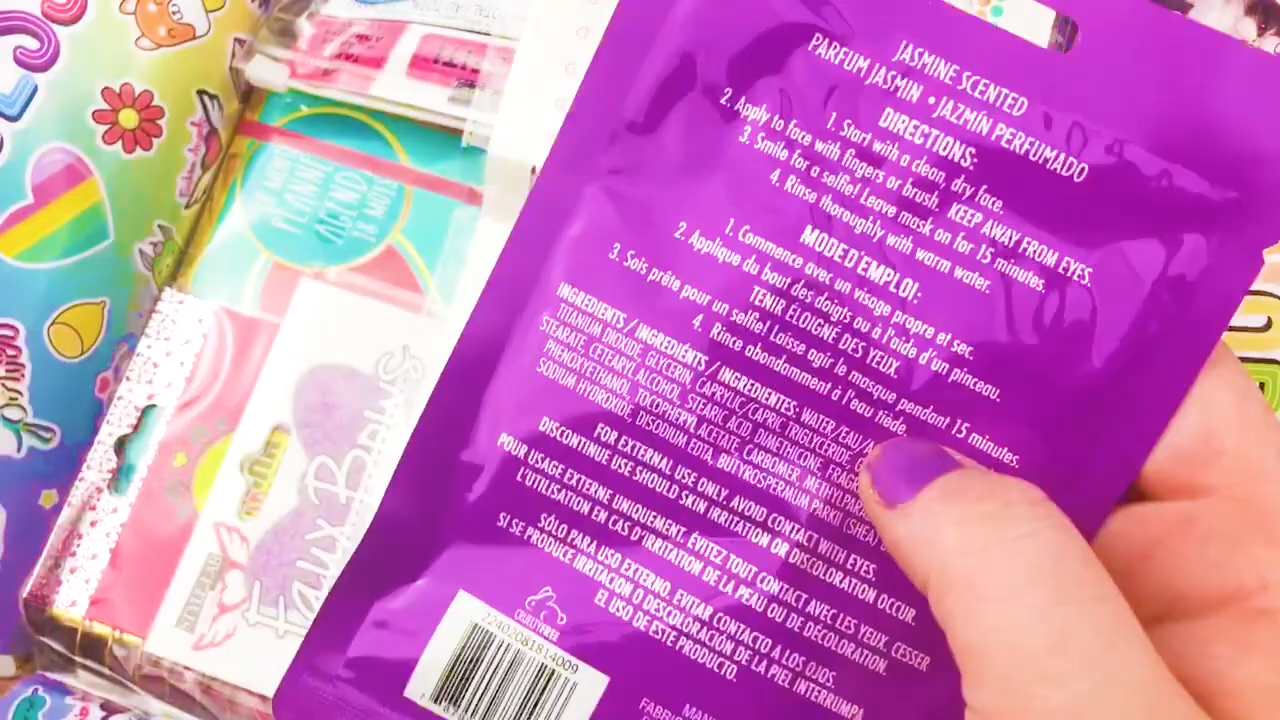 JASMINE SCENTED
PARFUM JASMIN • JAZMÍN PERFUMADO
DIRECTIONS:
1. Start with a clean, dry face.
2. Apply to face with fingers or brush. KEEP AWAY FROM EYES.
3. Smile for a selfie! Leave mask on for 15 minutes.
4. Rinse thoroughly with warm water.
MODE D'EMPLOI:
1. Commence avec un visage propre et sec.
2. Applique du bout des doigts ou à l'aide d'un pinceau.
TENIR ÉLOIGNÉ DES YEUX.
3. Sois prête pour un selfie! Laisse agir le masque pendant 15 minutes.
4. Rince abondamment à l'eau tiède.
INGREDIENTS / INGRÉDIENTS / INGREDIENTES: WATER/EAU/
TITANIUM DIOXIDE, GLYCERIN, CAPRYLIC/CAPRIC TRIGLYCERIDE,
STEARATE, CETEARYL ALCOHOL, STEARIC ACID, DIMETHICONE,
PHENOXYETHANOL, TOCOPHERYL ACETATE, CARBOMER,
SODIUM HYDROXIDE, DISODIUM EDTA, BUTYROSPERMUM PARKII (SHEA)
FOR EXTERNAL USE ONLY. AVOID CONTACT WITH EYES.
DISCONTINUE USE SHOULD SKIN IRRITATION OR DISCOLORATION OCCUR.
POUR USAGE EXTERNE UNIQUEMENT. ÉVITEZ TOUT CONTACT AVEC LES YEUX. CESSER
L'UTILISATION EN CAS D'IRRITATION DE LA PEAU OU DE DÉCOLORATION.
SÓLO PARA USO EXTERNO. EVITAR CONTACTO A LOS OJOS.
SI SE PRODUCE IRRITACIÓN O DESCOLORACIÓN DE LA PIEL INTERRUMPA
EL USO DE ESTE PRODUCTO.
CRUELTY FREE
22402081814009
PLANNE
AGEND
18
STYLE·LAB
Faux Bows